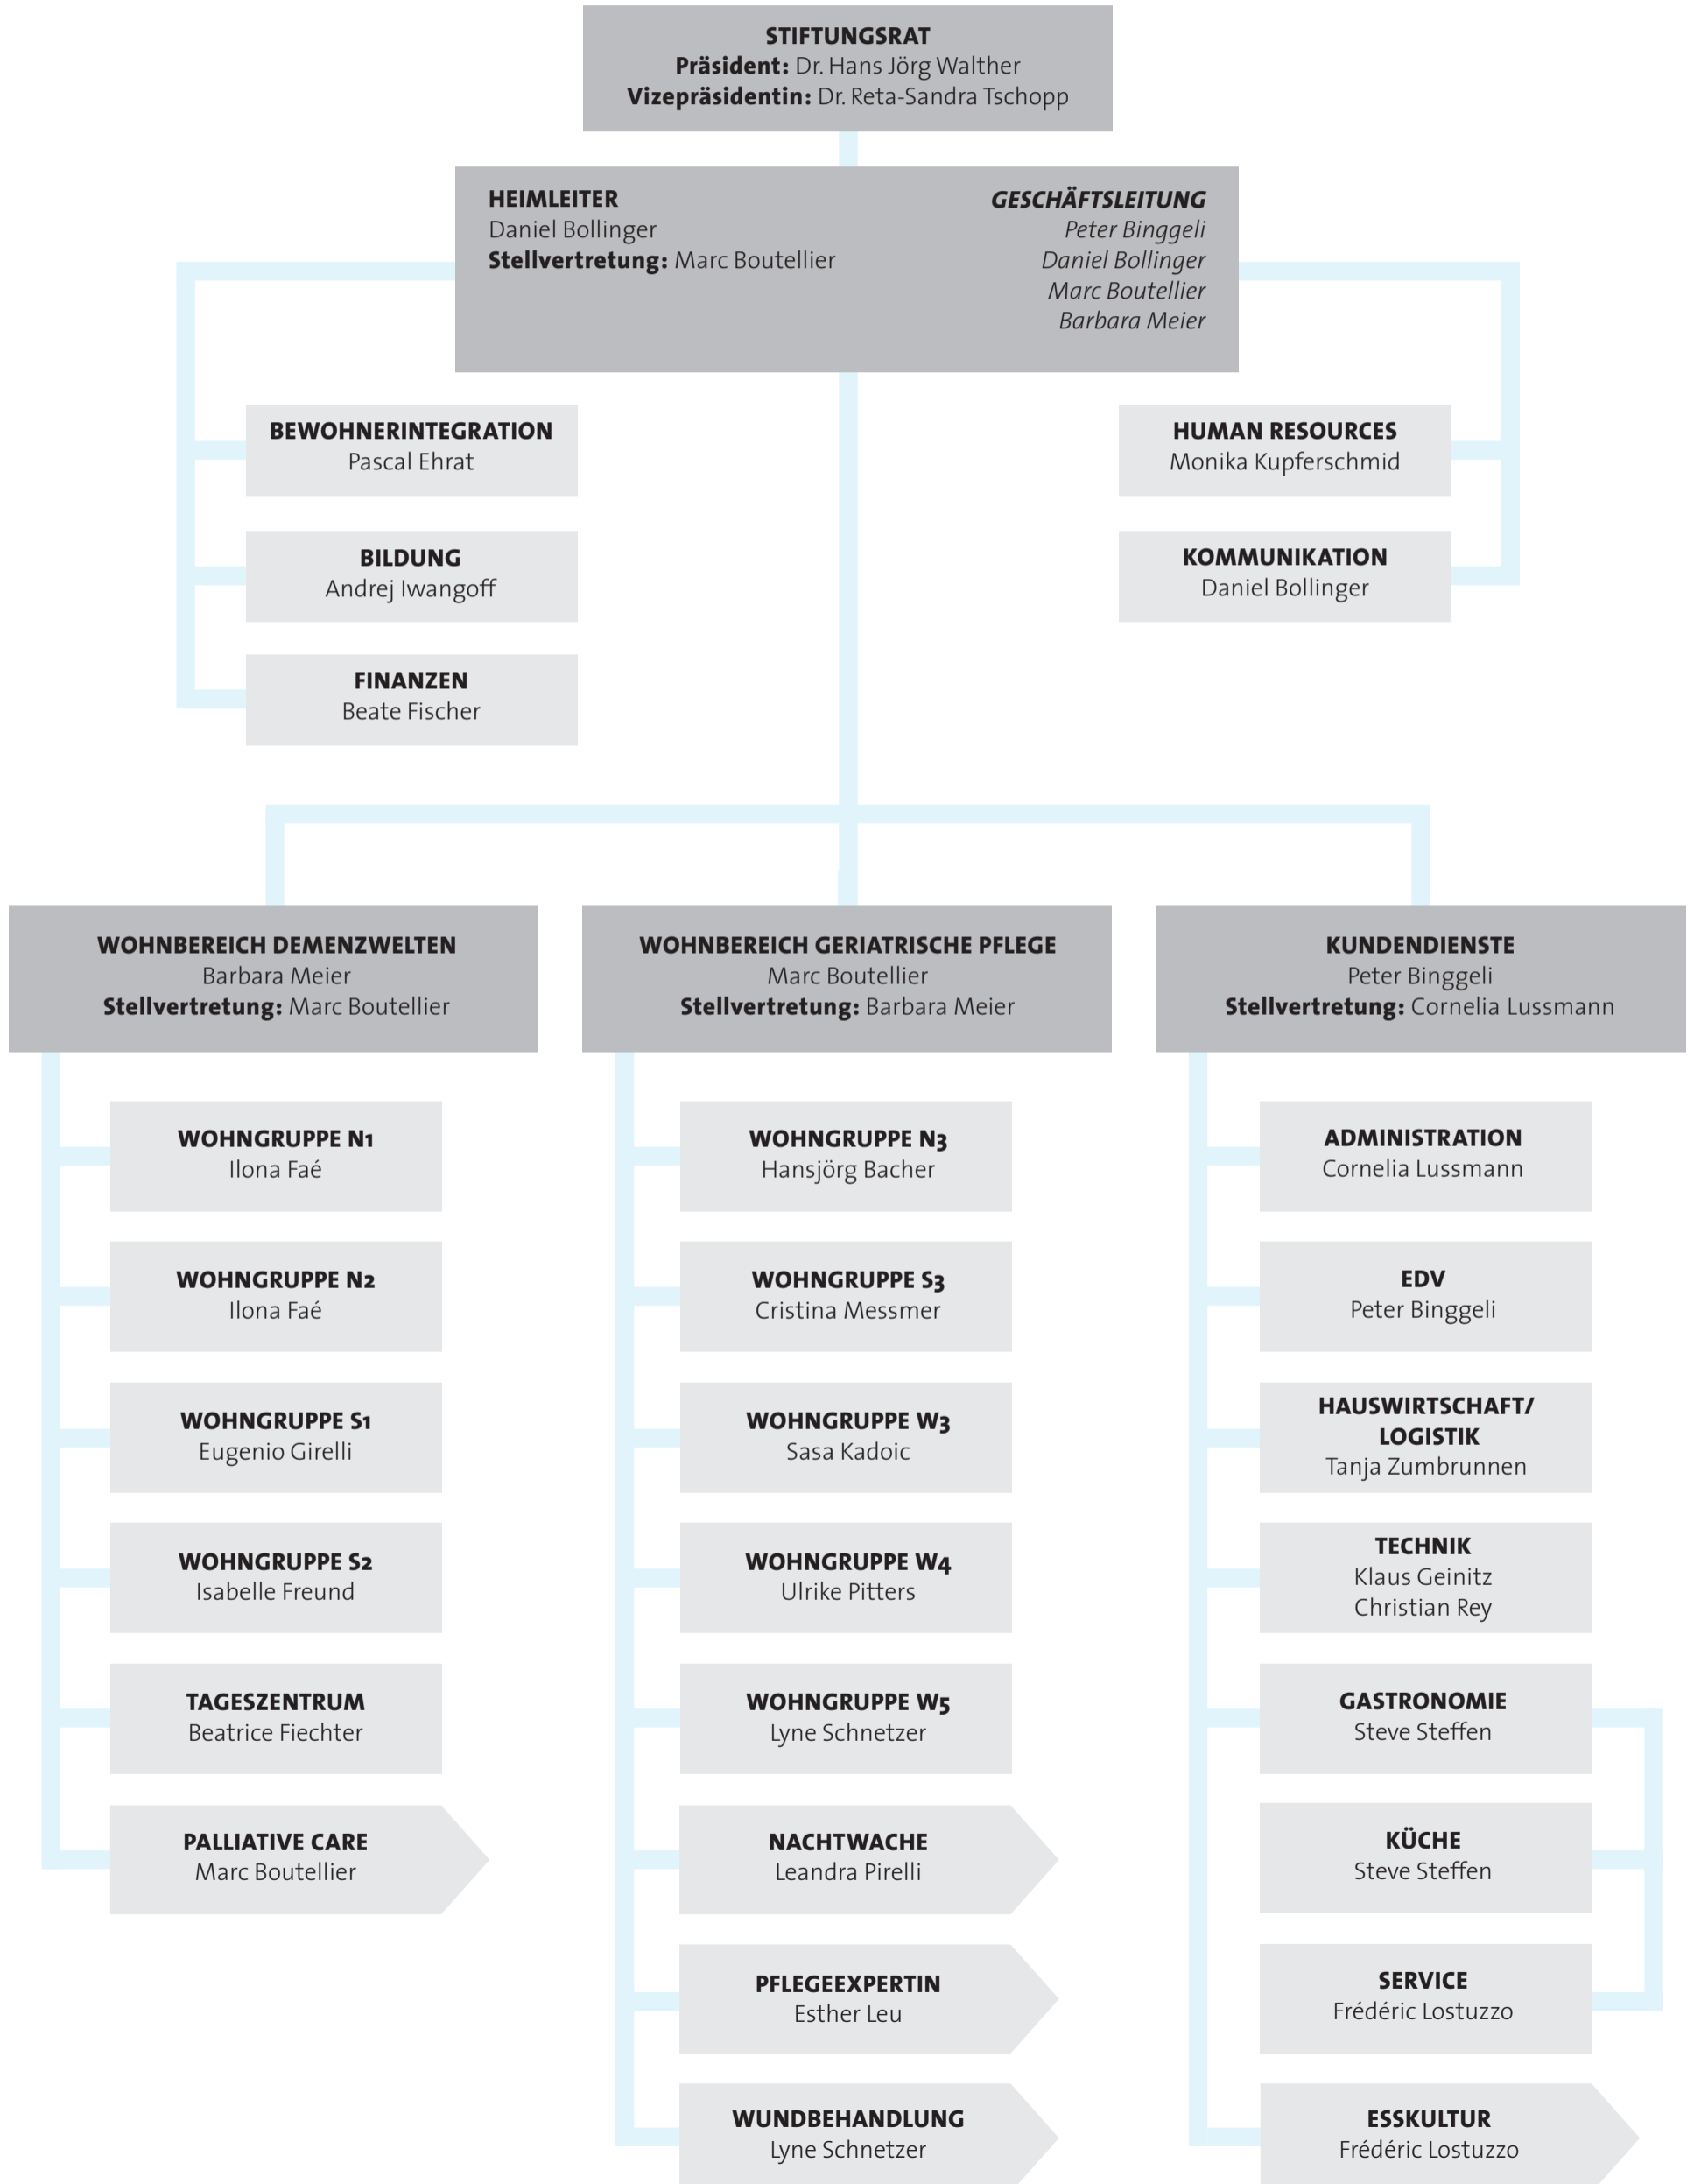 STIFTUNGSRAT
Präsident: Dr. Hans Jörg Walther
Vizepräsidentin: Dr. Reta-Sandra Tschopp
HEIMLEITER
Daniel Bollinger
Stellvertretung: Marc Boutellier
GESCHÄFTSLEITUNG
Peter Binggeli
Daniel Bollinger
Marc Boutellier
Barbara Meier
BEWOHNERINTEGRATION
Pascal Ehrat
BILDUNG
Andrej Iwangoff
FINANZEN
Beate Fischer
HUMAN RESOURCES
Monika Kupferschmid
KOMMUNIKATION
Daniel Bollinger
WOHNBEREICH DEMENZWELTEN
Barbara Meier
Stellvertretung: Marc Boutellier
WOHNGRUPPE N1
Ilona Faé
WOHNGRUPPE N2
Ilona Faé
WOHNGRUPPE S1
Eugenio Girelli
WOHNGRUPPE S2
Isabelle Freund
TAGESZENTRUM
Beatrice Fiechter
PALLIATIVE CARE
Marc Boutellier
WOHNBEREICH GERIATRISCHE PFLEGE
Marc Boutellier
Stellvertretung: Barbara Meier
WOHNGRUPPE N3
Hansjörg Bacher
WOHNGRUPPE S3
Cristina Messmer
WOHNGRUPPE W3
Sasa Kadoic
WOHNGRUPPE W4
Ulrike Pitters
WOHNGRUPPE W5
Lyne Schnetzer
NACHTWACHE
Leandra Pirelli
PFLEGEEXPERTIN
Esther Leu
WUNDBEHANDLUNG
Lyne Schnetzer
KUNDENDIENSTE
Peter Binggeli
Stellvertretung: Cornelia Lussmann
ADMINISTRATION
Cornelia Lussmann
EDV
Peter Binggeli
HAUSWIRTSCHAFT/
LOGISTIK
Tanja Zumbrunnen
TECHNIK
Klaus Geinitz
Christian Rey
GASTRONOMIE
Steve Steffen
KÜCHE
Steve Steffen
SERVICE
Frédéric Lostuzzo
ESSKULTUR
Frédéric Lostuzzo